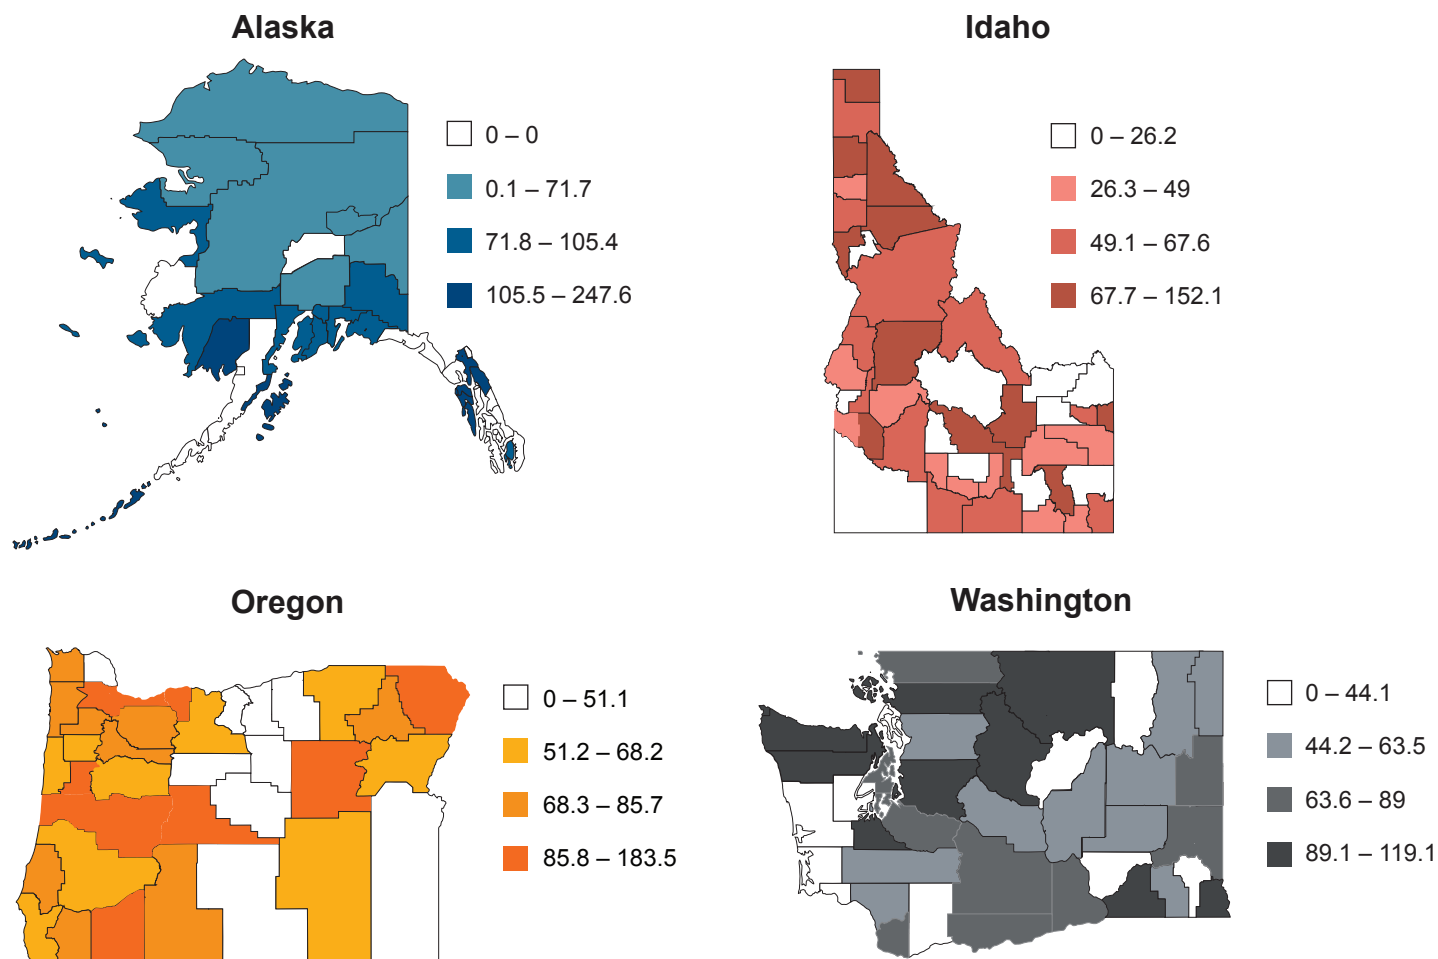 Alaska
0 – 0
0.1 – 71.7
71.8 – 105.4
105.5 – 247.6
Idaho
0 – 26.2
26.3 – 49
49.1 – 67.6
67.7 – 152.1
Oregon
0 – 51.1
51.2 – 68.2
68.3 – 85.7
85.8 – 183.5
Washington
0 – 44.1
44.2 – 63.5
63.6 – 89
89.1 – 119.1